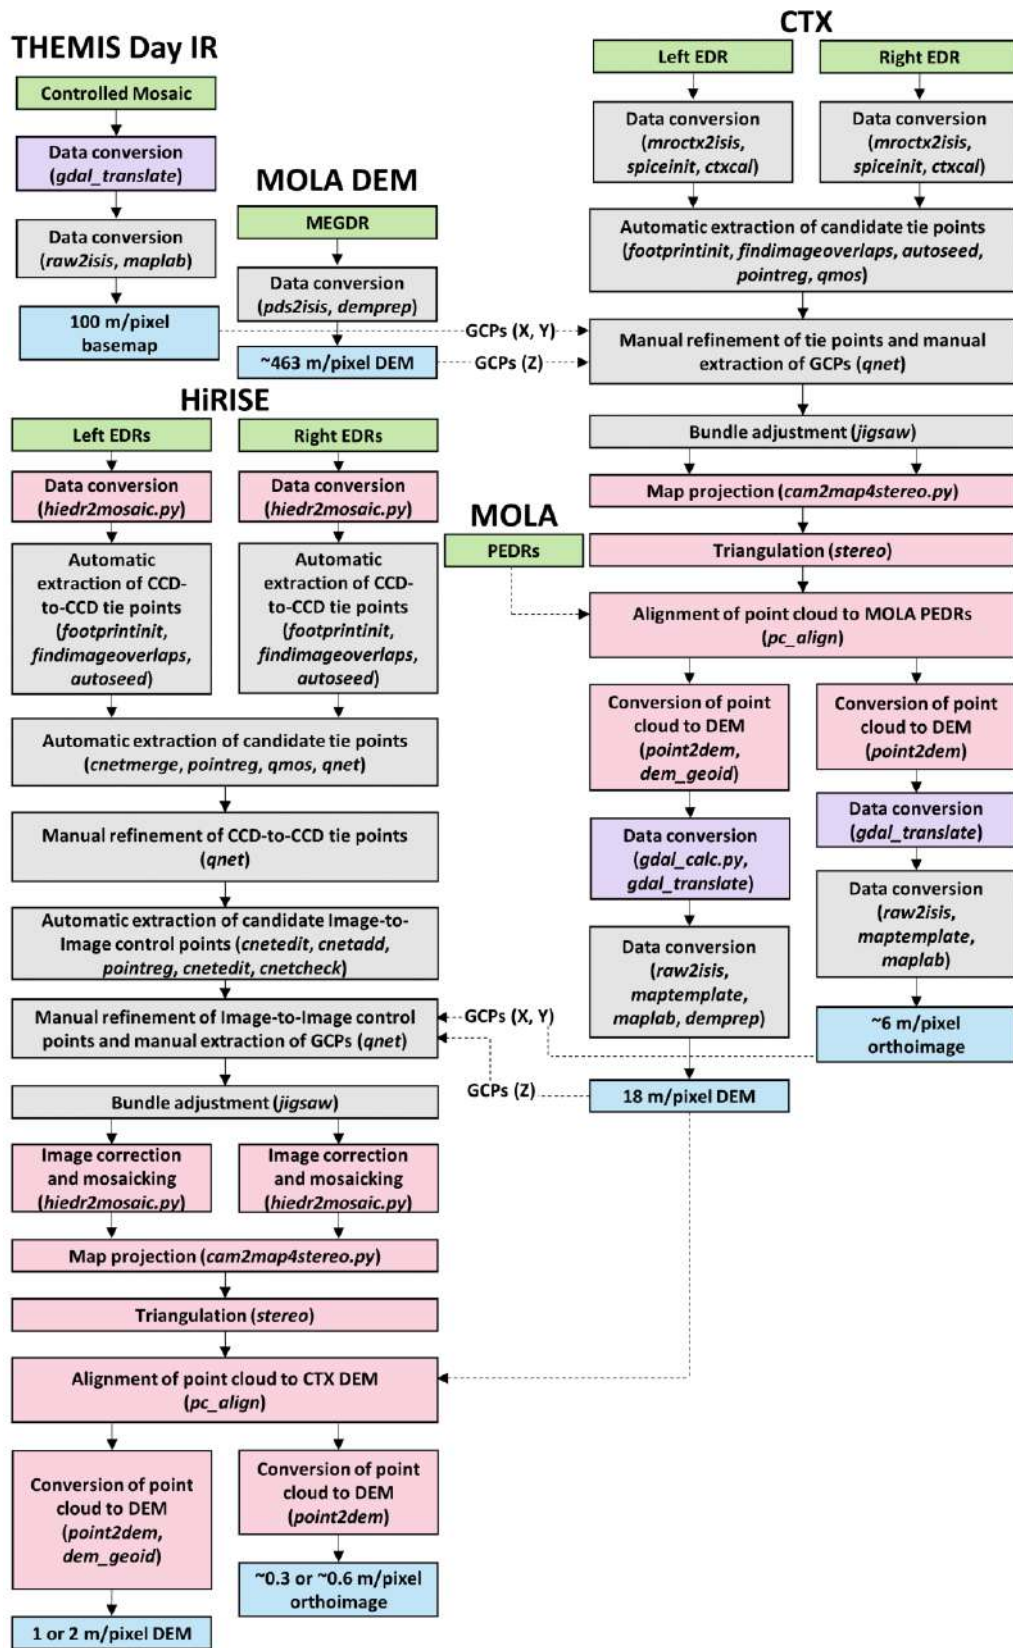 THEMIS Day IR
Controlled Mosaic
Data conversion
(gdal_translate)
Data conversion
(raw2isis, maplab)
100 m/pixel
basemap
MOLA DEM
MEGDR
Data conversion
(pds2isis, demprep)
~463 m/pixel DEM
GCPs (X, Y)
GCPs (Z)
CTX
Left EDR
Right EDR
Data conversion
(mroctx2isis,
spiceinit, ctxcal)
Data conversion
(mroctx2isis,
spiceinit, ctxcal)
Automatic extraction of candidate tie points
(footprintinit, findimageoverlaps, autoseed,
pointreg, qmos)
Manual refinement of tie points and manual
extraction of GCPs (qnet)
Bundle adjustment (jigsaw)
Map projection (cam2map4stereo.py)
Triangulation (stereo)
MOLA
PEDRs
Alignment of point cloud to MOLA PEDRs
(pc_align)
Conversion of point
cloud to DEM
(point2dem,
dem_geoid)
Data conversion
(gdal_calc.py,
gdal_translate)
Data conversion
(raw2isis,
maptemplate,
maplab, demprep)
18 m/pixel DEM
Conversion of point
cloud to DEM
(point2dem)
Data conversion
(gdal_translate)
Data conversion
(raw2isis,
maptemplate,
maplab)
~6 m/pixel
orthoimage
HiRISE
Left EDRs
Right EDRs
Data conversion
(hiedr2mosaic.py)
Data conversion
(hiedr2mosaic.py)
Automatic
extraction of CCD-
to-CCD tie points
(footprintinit,
findimageoverlaps,
autoseed)
Automatic
extraction of CCD-
to-CCD tie points
(footprintinit,
findimageoverlaps,
autoseed)
Automatic extraction of candidate tie points
(cnetmerge, pointreg, qmos, qnet)
Manual refinement of CCD-to-CCD tie points
(qnet)
Automatic extraction of candidate Image-to-
Image control points (cnetedit, cnetadd,
pointreg, cnetedit, cnetcheck)
Manual refinement of Image-to-Image control
points and manual extraction of GCPs (qnet)
GCPs (X, Y)
GCPs (Z)
Bundle adjustment (jigsaw)
Image correction
and mosaicking
(hiedr2mosaic.py)
Image correction
and mosaicking
(hiedr2mosaic.py)
Map projection (cam2map4stereo.py)
Triangulation (stereo)
Alignment of point cloud to CTX DEM
(pc_align)
Conversion of point
cloud to DEM
(point2dem,
dem_geoid)
1 or 2 m/pixel DEM
Conversion of point
cloud to DEM
(point2dem)
~0.3 or ~0.6 m/pixel
orthoimage